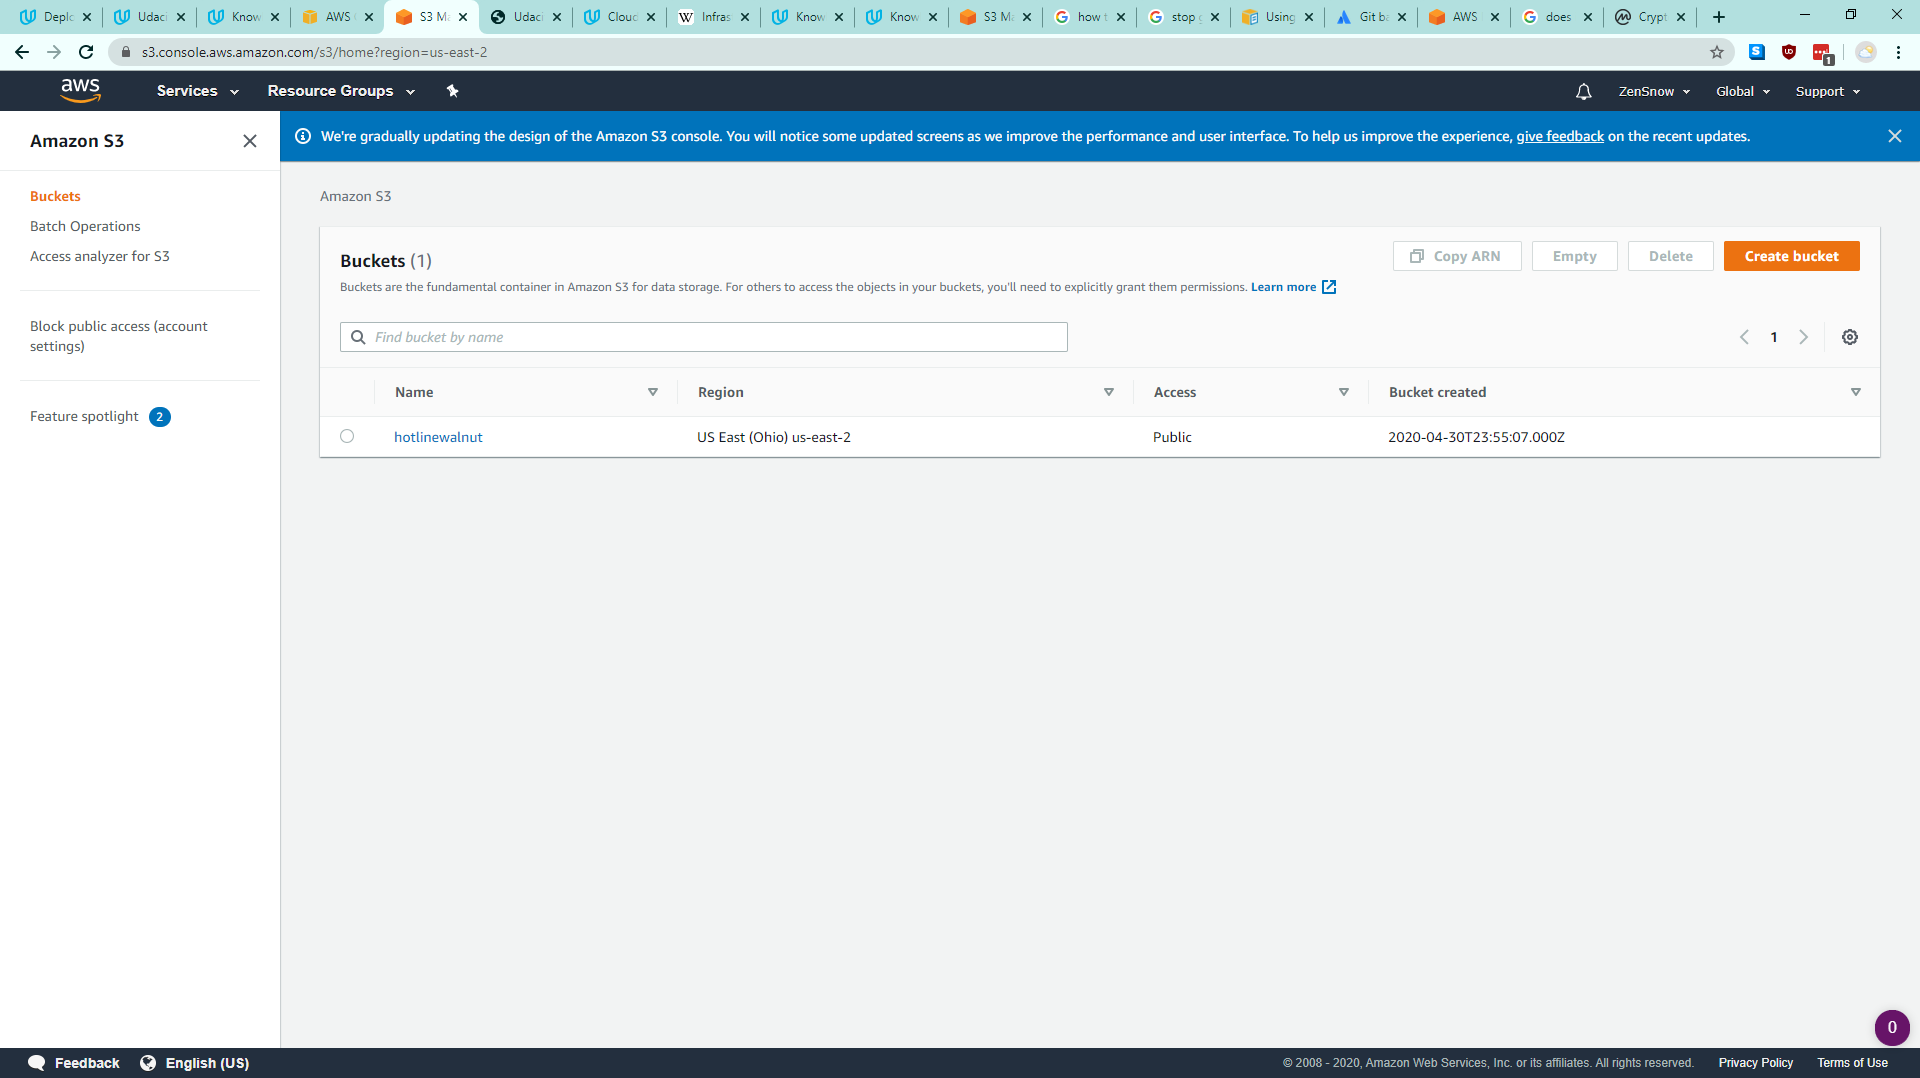 Deplo
Udaci
Know
AWS
S3 Ma
Udaci
Cloud
Infras
Know
Know
S3 Ma
how t
stop g
Using
Git ba
AWS
does
Crypt
s3.console.aws.amazon.com/s3/home?region=us-east-2
1
aws
Services
Resource Groups
ZenSnow
Global
Support
Amazon S3
We're gradually updating the design of the Amazon S3 console. You will notice some updated screens as we improve the performance and user interface. To help us improve the experience, give feedback on the recent updates.
Buckets
Batch Operations
Access analyzer for S3
Block public access (account
settings)
Feature spotlight 2
Amazon S3
Buckets (1)
Copy ARN
Empty
Delete
Create bucket
Buckets are the fundamental container in Amazon S3 for data storage. For others to access the objects in your buckets, you'll need to explicitly grant them permissions. Learn more
Find bucket by name
1
Name Region Access Bucket created
hotlinewalnut US East (Ohio) us-east-2 Public 2020-04-30T23:55:07.000Z
0
Feedback English (US) © 2008 - 2020, Amazon Web Services, Inc. or its affiliates. All rights reserved. Privacy Policy Terms of Use